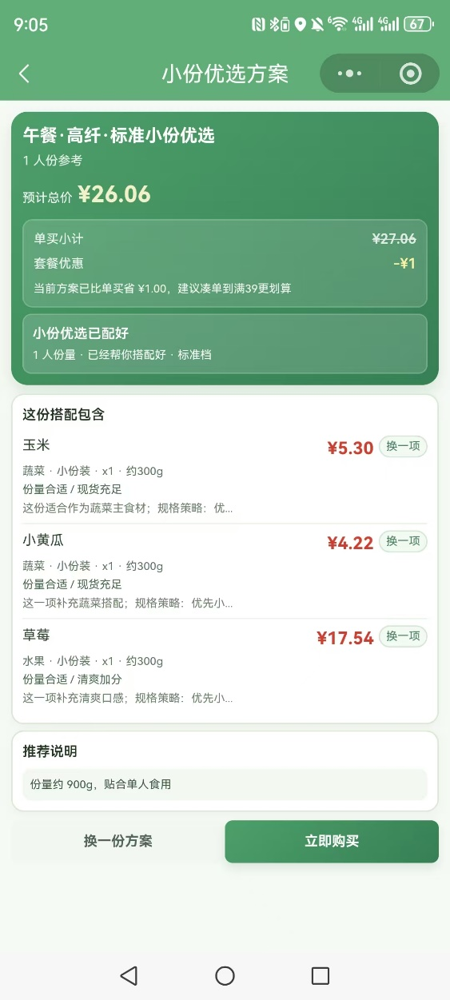 9:05
6
4G
4G
67
小份优选方案
午餐·高纤·标准小份优选
1 人份参考
预计总价 ¥26.06
单买小计 ¥27.06
套餐优惠 -¥1
当前方案已比单买省 ¥1.00，建议凑单到满39更划算
小份优选已配好
1 人份量 · 已经帮你搭配好 · 标准档
这份搭配包含
玉米 ¥5.30 换一项
蔬菜 · 小份装 · x1 · 约300g
份量合适 / 现货充足
这份适合作为蔬菜主食材；规格策略：优...
小黄瓜 ¥4.22 换一项
蔬菜 · 小份装 · x1 · 约300g
份量合适 / 现货充足
这一项补充蔬菜搭配；规格策略：优先小...
草莓 ¥17.54 换一项
水果 · 小份装 · x1 · 约300g
份量合适 / 清爽加分
这一项补充清爽口感；规格策略：优先小...
推荐说明
份量约 900g，贴合单人食用
换一份方案 立即购买